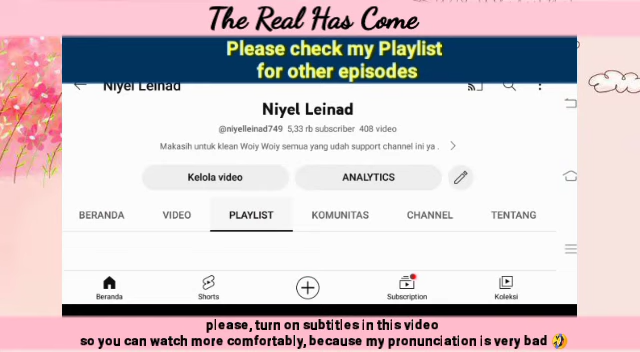 The Real Has Come
Please check my Playlist
for other episodes
Niyel Leinad
Niyel Leinad
@niyelleinad749 5,33 rb subscriber 408 video
Makasih untuk klean Woiy Woiy semua yang udah support channel ini ya .
Kelola video
ANALYTICS
BERANDA VIDEO PLAYLIST KOMUNITAS CHANNEL TENTANG
Beranda Shorts Subscription Koleksi
please, turn on subtitles in this video
so you can watch more comfortably, because my pronunciation is very bad 🤣